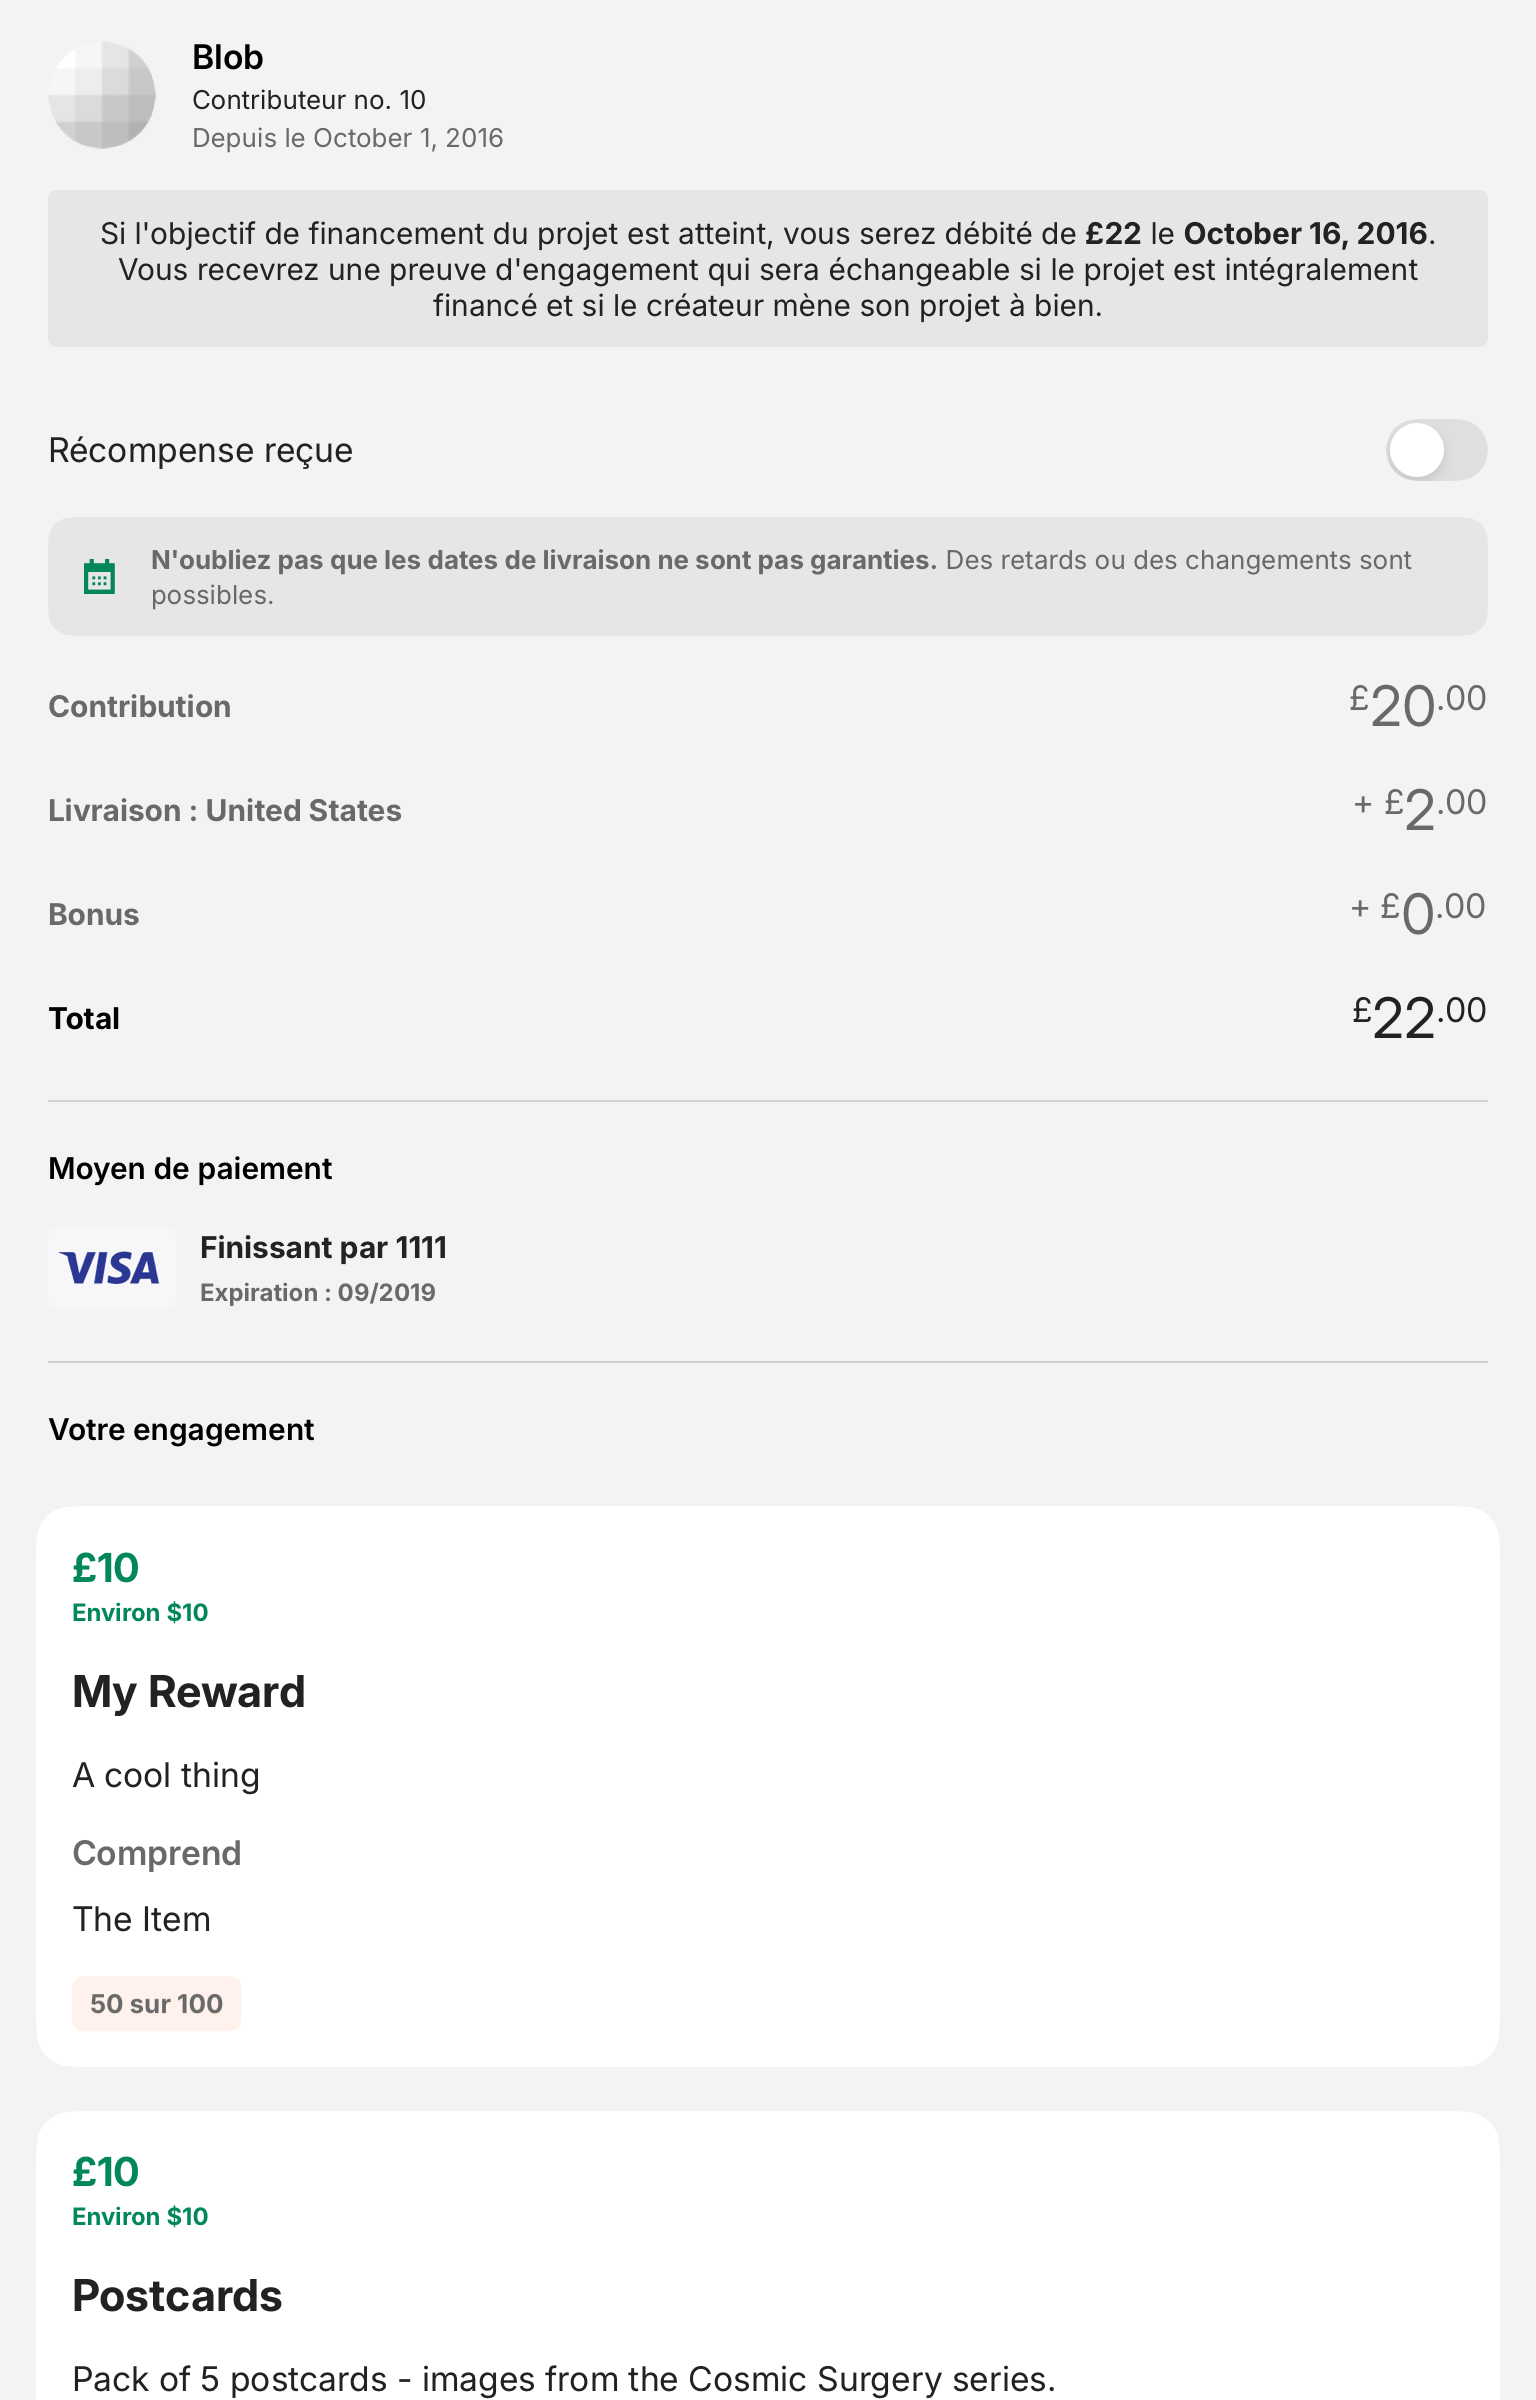 Blob
Contributeur no. 10
Depuis le October 1, 2016
Si l'objectif de financement du projet est atteint, vous serez débité de £22 le October 16, 2016.
Vous recevrez une preuve d'engagement qui sera échangeable si le projet est intégralement
financé et si le créateur mène son projet à bien.
Récompense reçue
N'oubliez pas que les dates de livraison ne sont pas garanties. Des retards ou des changements sont
possibles.
Contribution £20.00
Livraison : United States + £2.00
Bonus + £0.00
Total £22.00
Moyen de paiement
VISA
Finissant par 1111
Expiration : 09/2019
Votre engagement
£10
Environ $10
My Reward
A cool thing
Comprend
The Item
50 sur 100
£10
Environ $10
Postcards
Pack of 5 postcards - images from the Cosmic Surgery series.